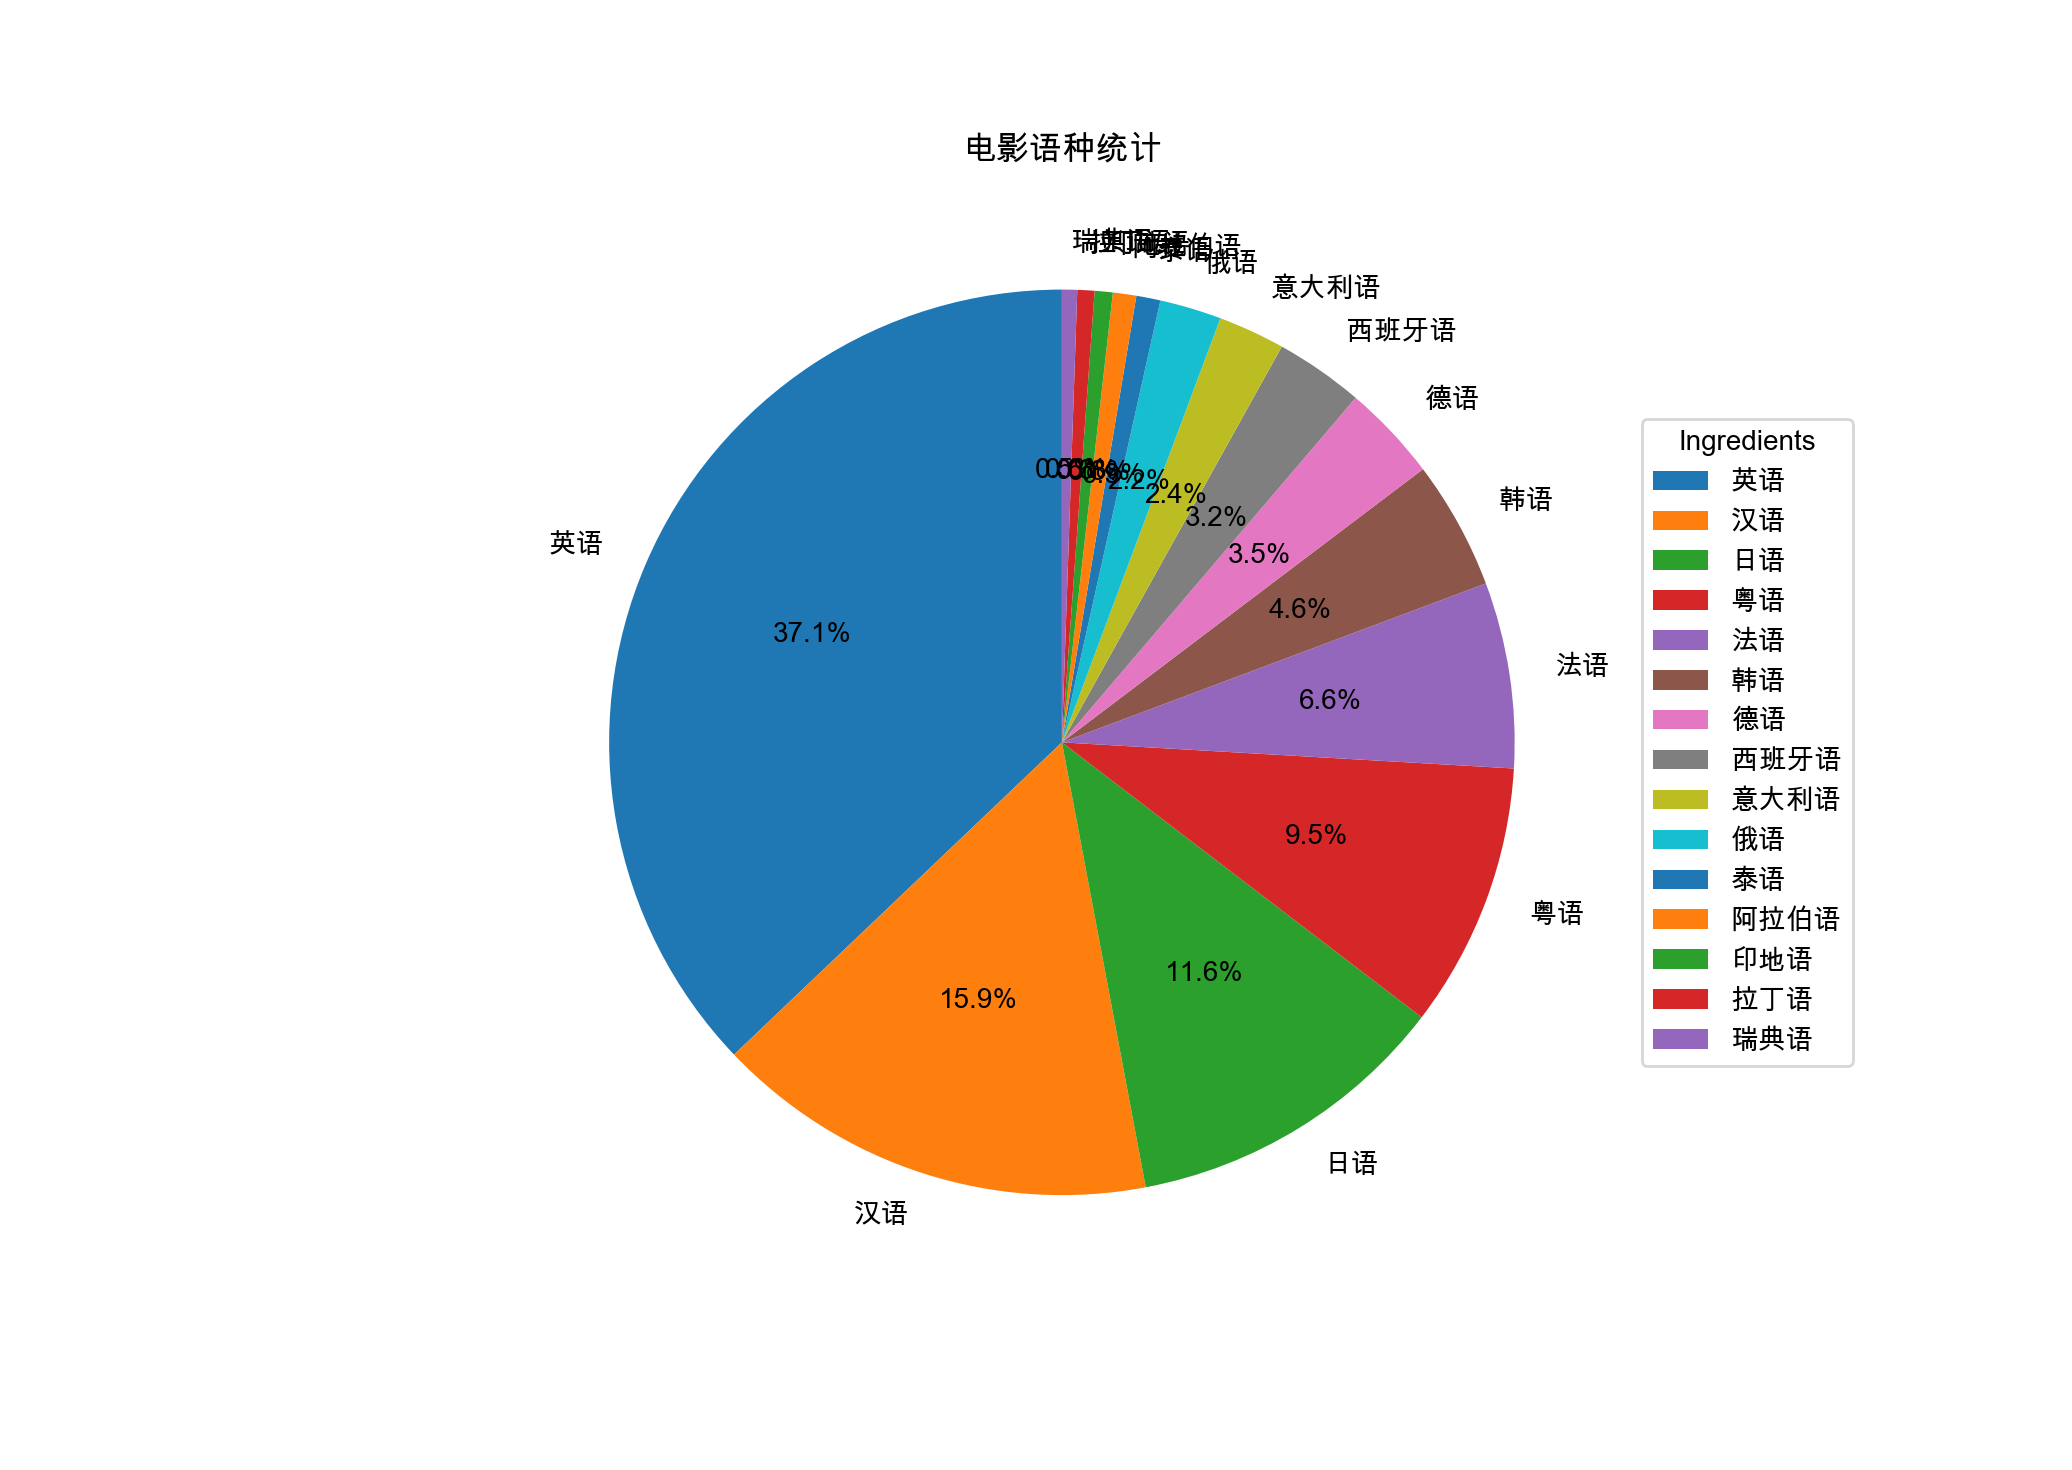 电影语种统计
俄语
意大利语
西班牙语
德语
韩语
法语
粤语
日语
汉语
英语
37.1%
15.9%
11.6%
9.5%
6.6%
4.6%
3.5%
3.2%
2.4%
2.2%
Ingredients
英语
汉语
日语
粤语
法语
韩语
德语
西班牙语
意大利语
俄语
泰语
阿拉伯语
印地语
拉丁语
瑞典语